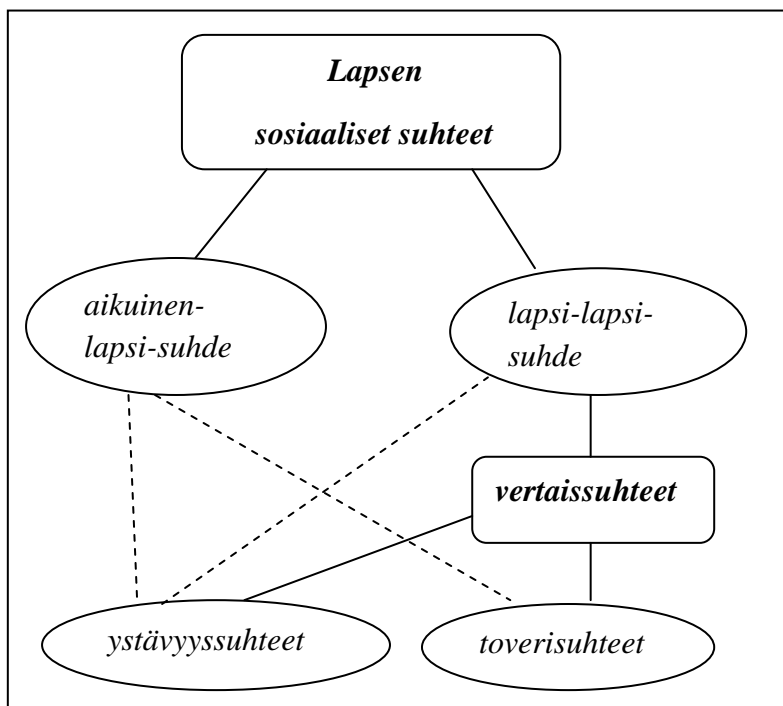 Lapsen
sosiaaliset suhteet
aikuinen-
lapsi-suhde
lapsi-lapsi-
suhde
vertaissuhteet
ystävyyssuhteet
toverisuhteet